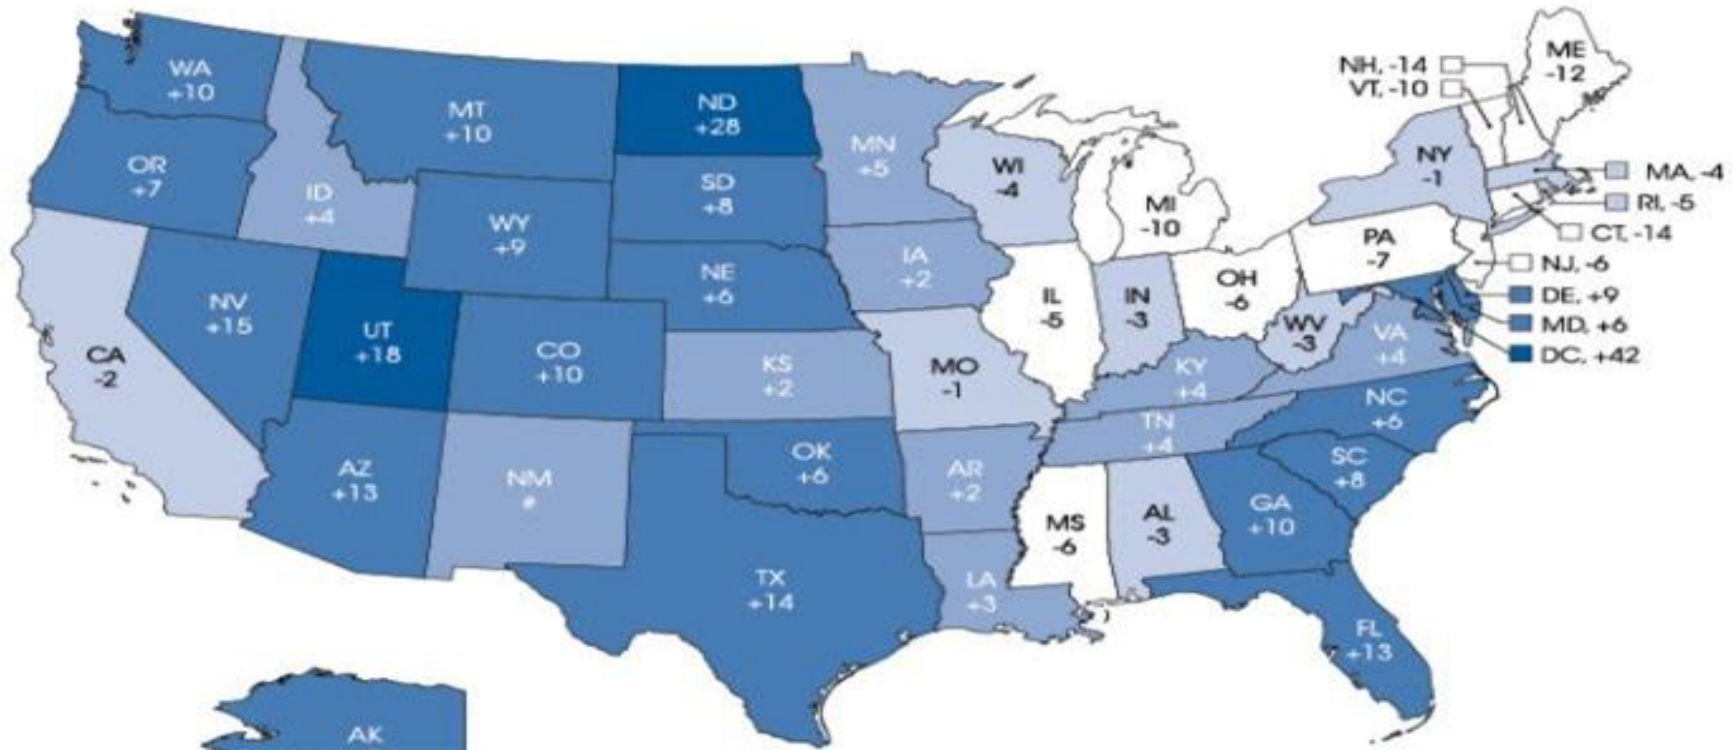 WA
+10
MT
+10
ND
+28
MN
+5
WI
-4
MI
-10
NY
-1
ME
-12
NH, -14
VT, -10
MA, -4
RI, -5
CT, -14
NJ, -6
DE, +9
MD, +6
DC, +42
OR
+7
ID
+4
WY
+9
SD
+8
IA
+2
NE
+6
PA
-7
OH
-6
IN
-3
IL
-5
WV
-3
VA
+4
NV
+15
UT
+18
CO
+10
CA
-2
KS
+2
MO
-1
KY
+4
NC
+6
TN
+4
SC
+8
AZ
+13
NM
#
OK
+6
AR
+2
MS
-6
AL
-3
GA
+10
TX
+14
LA
+3
FL
+13
AK